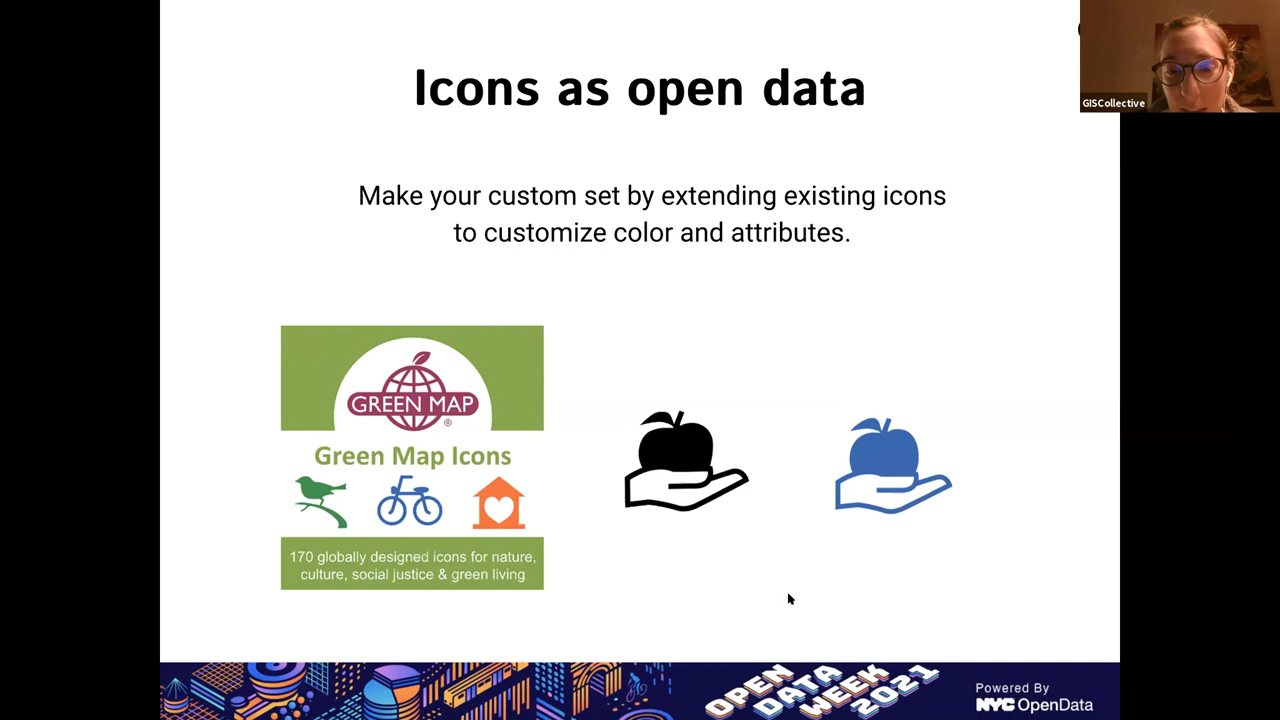 Icons as open data
GISCollective
Make your custom set by extending existing icons
to customize color and attributes.
GREEN MAP
®
Green Map Icons
170 globally designed icons for nature,
culture, social justice & green living
OPEN
DATA
WEEK
2021
Powered By
NYC OpenData